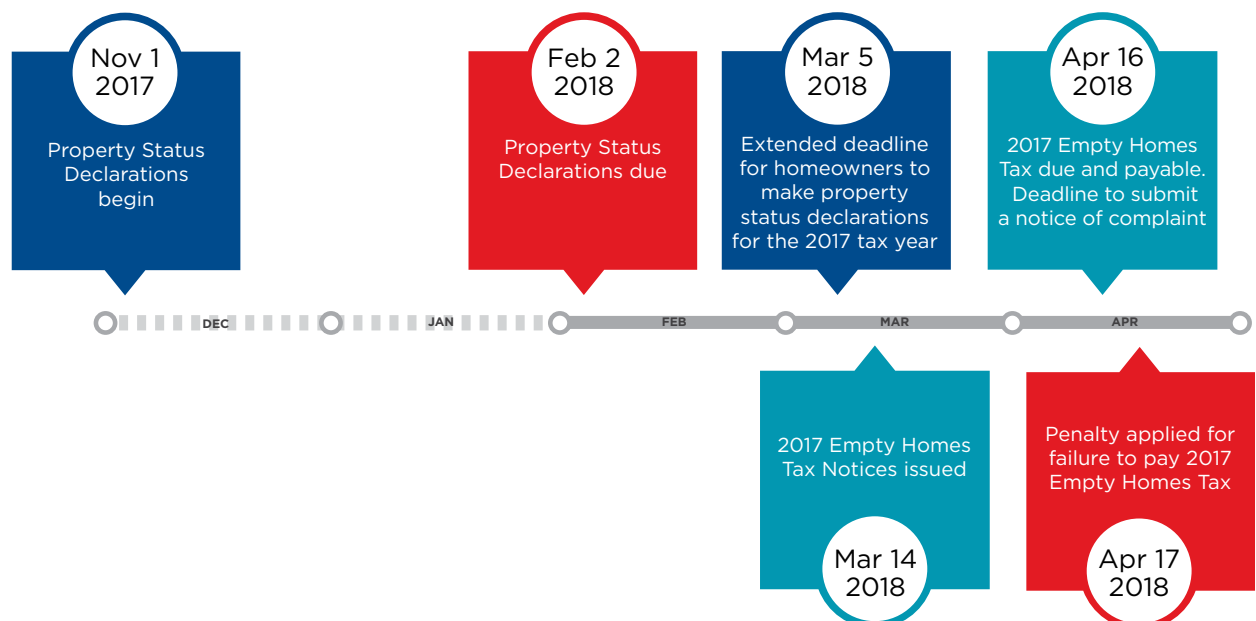 Nov 1
2017
Property Status
Declarations
begin
Feb 2
2018
Property Status
Declarations due
Mar 5
2018
Extended deadline
for homeowners to
make property
status declarations
for the 2017 tax year
Apr 16
2018
2017 Empty Homes
Tax due and payable.
Deadline to submit
a notice of complaint
DEC
JAN
FEB
MAR
APR
2017 Empty Homes
Tax Notices issued
Mar 14
2018
Penalty applied for
failure to pay 2017
Empty Homes Tax
Apr 17
2018